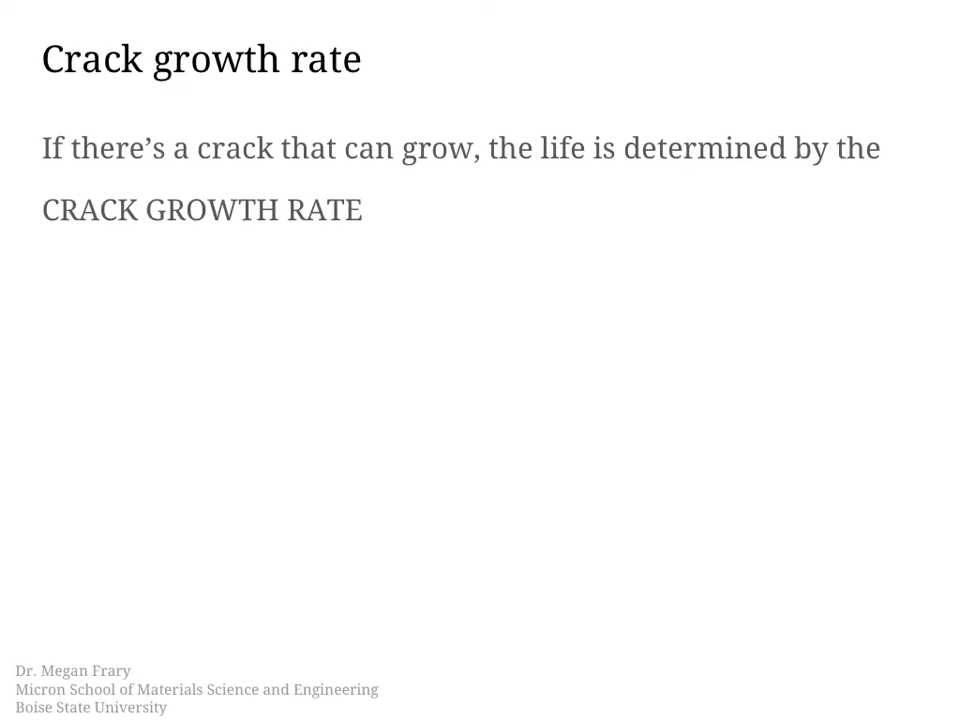 Crack growth rate
If there’s a crack that can grow, the life is determined by the
CRACK GROWTH RATE
Dr. Megan Frary
Micron School of Materials Science and Engineering
Boise State University